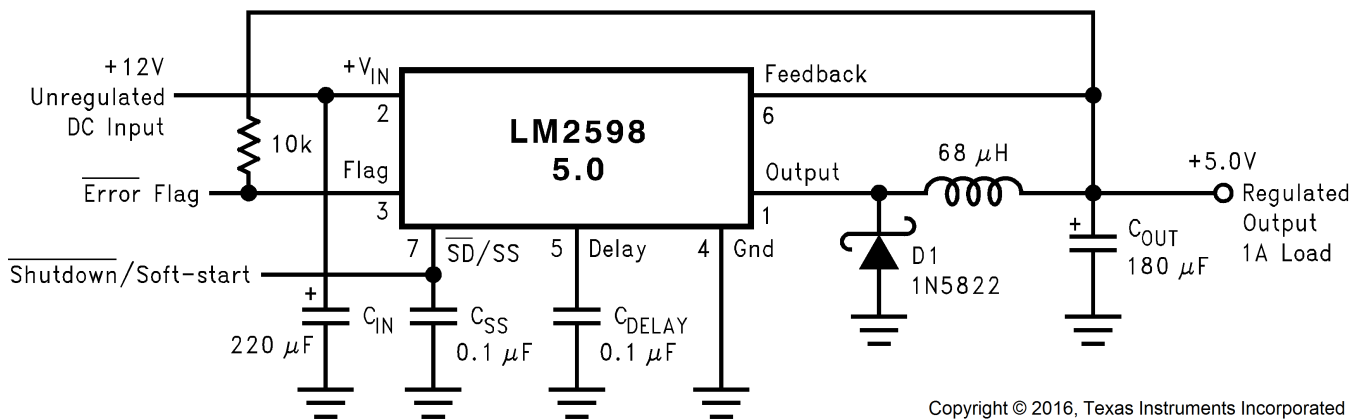 +12V
Unregulated
DC Input
+VIN
2
10k
Error Flag
Flag
3
LM2598
5.0
Feedback
6
Output
1
68 μH
+5.0V
Regulated
Output
1A Load
7
SD/SS
5
Delay
4
Gnd
Shutdown/Soft-start
+
CIN
220 μF
CSS
0.1 μF
CDELAY
0.1 μF
D1
1N5822
+
COUT
180 μF
Copyright © 2016, Texas Instruments Incorporated